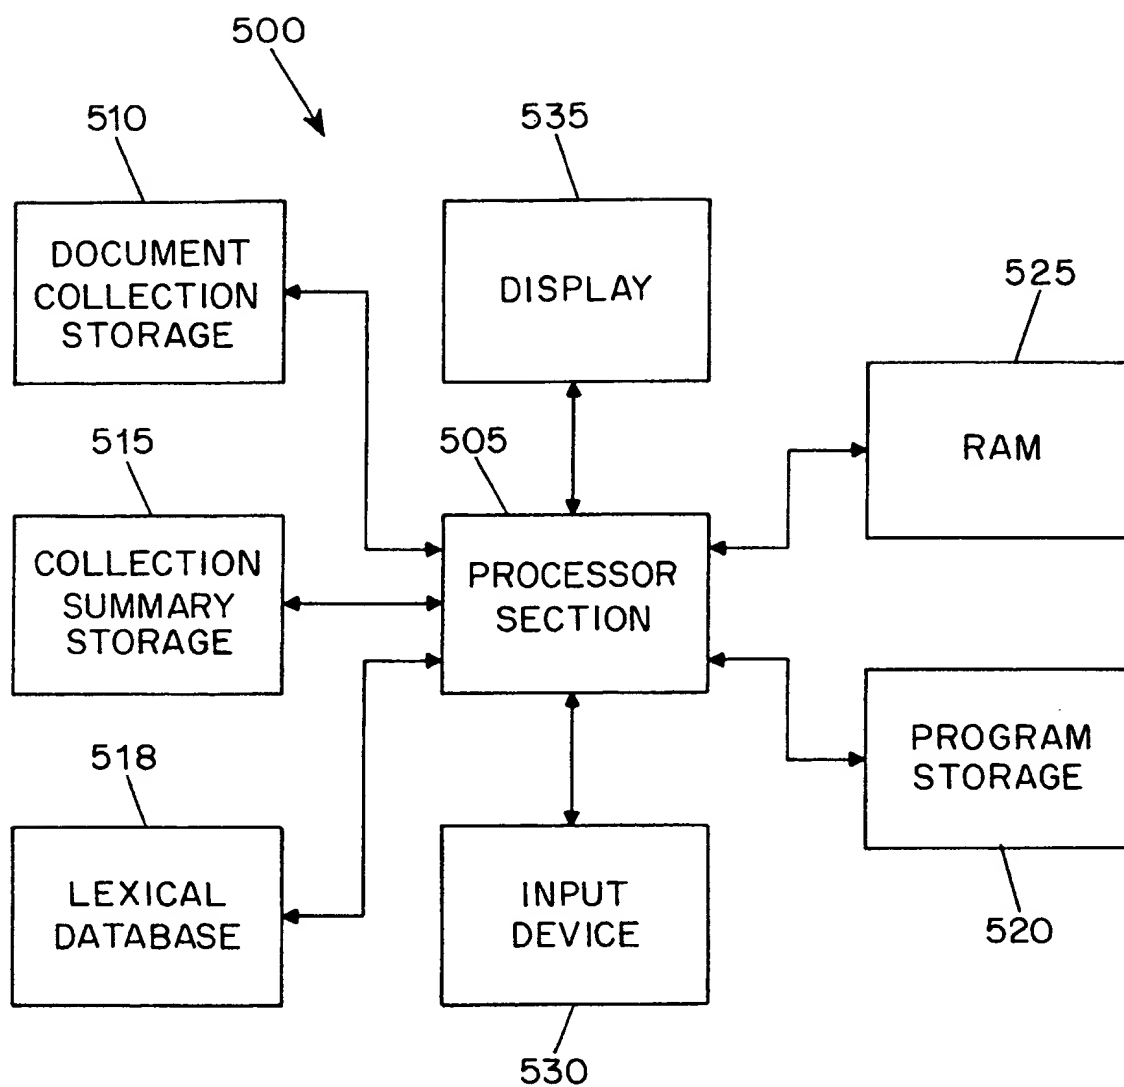 500
510
DOCUMENT
COLLECTION
STORAGE
535
DISPLAY
525
RAM
515
COLLECTION
SUMMARY
STORAGE
505
PROCESSOR
SECTION
518
LEXICAL
DATABASE
INPUT
DEVICE
530
PROGRAM
STORAGE
520